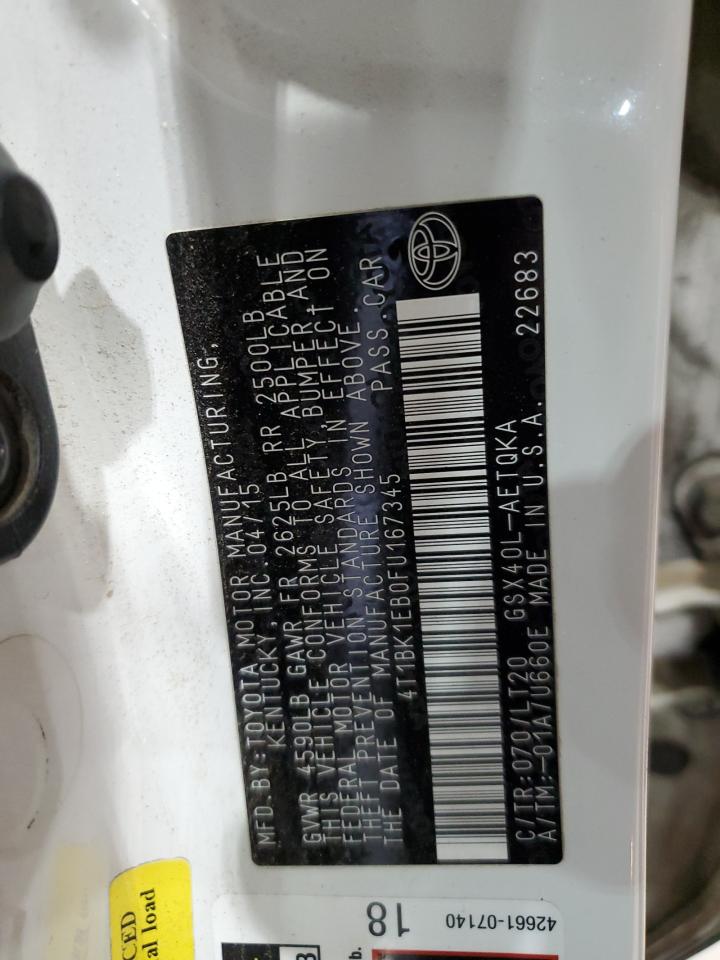 MFD.BY:TOYOTA MOTOR MANUFACTURING,
KENTUCKY, INC. 04/15
GVWR 4590LB GAWR FR 2625LB RR 2500LB
THIS VEHICLE CONFORMS TO ALL APPLICABLE
FEDERAL MOTOR VEHICLE SAFETY, BUMPER, AND
THEFT PREVENTION STANDARDS IN EFFECT ON
THE DATE OF MANUFACTURE SHOWN ABOVE.
4T1BK1EB0FU167345 PASS.CAR
C/TR:070/LT20 GSX40L-AETQKA
A/TM:-01A/U660E MADE IN U.S.A. 22683
CED
al load
18
42661-07140
b.